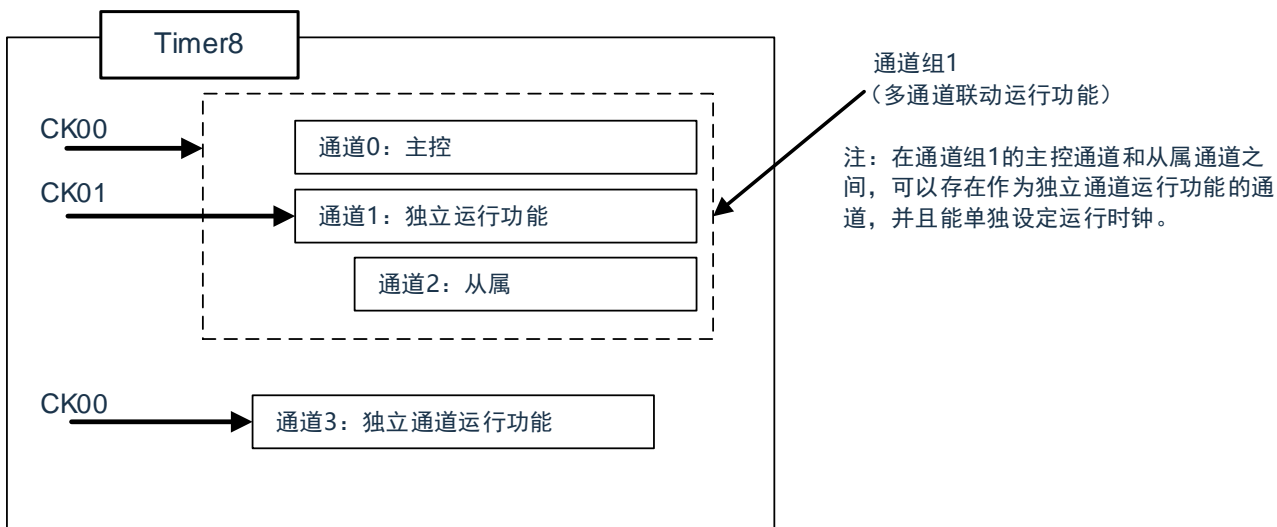 Timer8
CK00
通道0：主控
CK01
通道1：独立运行功能
通道2：从属
CK00
通道3：独立通道运行功能
通道组1
（多通道联动运行功能）
注：在通道组1的主控通道和从属通道之
间，可以存在作为独立通道运行功能的通
道，并且能单独设定运行时钟。